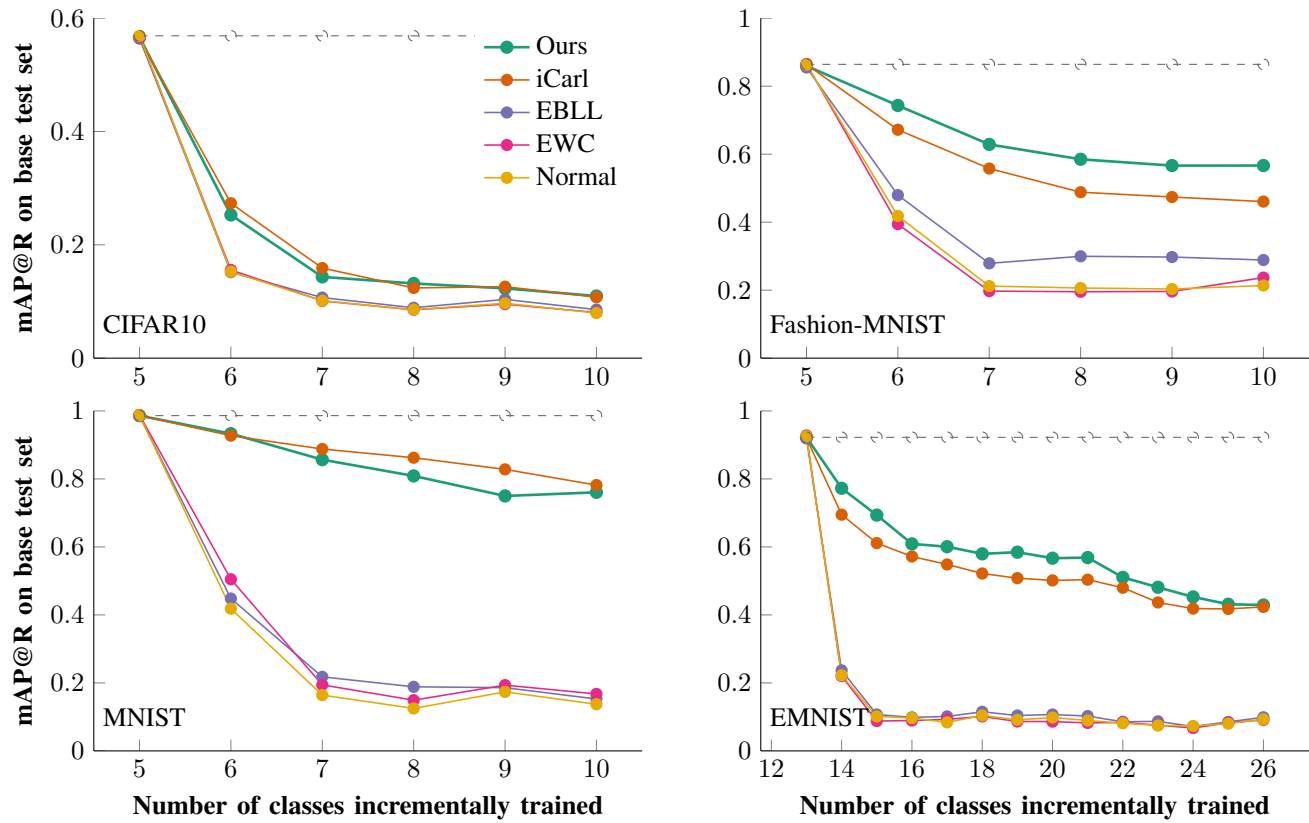 mAP@R on base test set
0.6
0.4
0.2
0
5 6 7 8 9 10
CIFAR10
Ours
iCarl
EBLL
EWC
Normal
1
0.8
0.6
0.4
0.2
0
5 6 7 8 9 10
Fashion-MNIST
mAP@R on base test set
1
0.8
0.6
0.4
0.2
0
5 6 7 8 9 10
MNIST
Number of classes incrementally trained
1
0.8
0.6
0.4
0.2
0
12 14 16 18 20 22 24 26
EMNIST
Number of classes incrementally trained